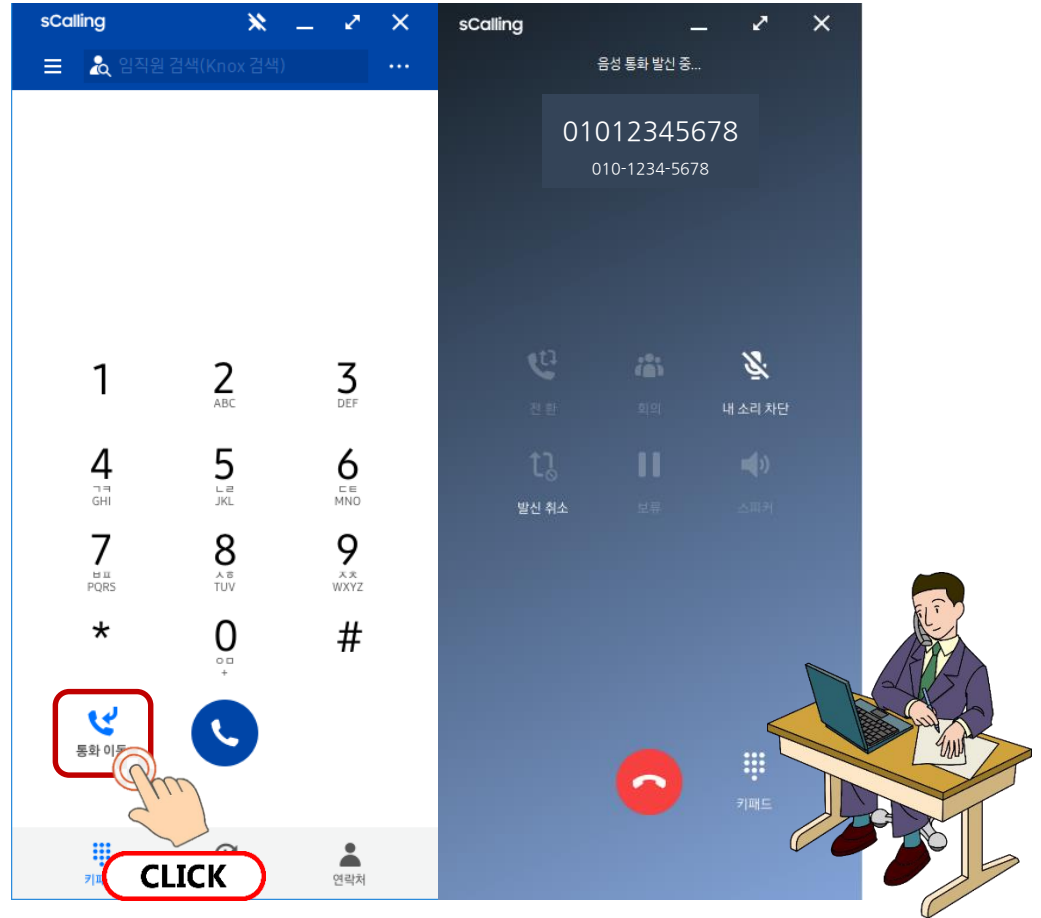 sCalling
임직원 검색(Knox 검색)
1
2
ABC
3
DEF
4
ㄱㅋ
GHI
5
ㄴㄹ
JKL
6
ㄷㅌ
MNO
7
ㅂㅍ
PQRS
8
ㅅㅎ
TUV
9
ㅈㅊ
WXYZ
*
0
ㅇㅁ
+
#
통화 이동
CLICK
연락처
sCalling
음성 통화 발신 중...
01012345678
010-1234-5678
전환
회의
내 소리 차단
발신 취소
보류
스피커
키패드